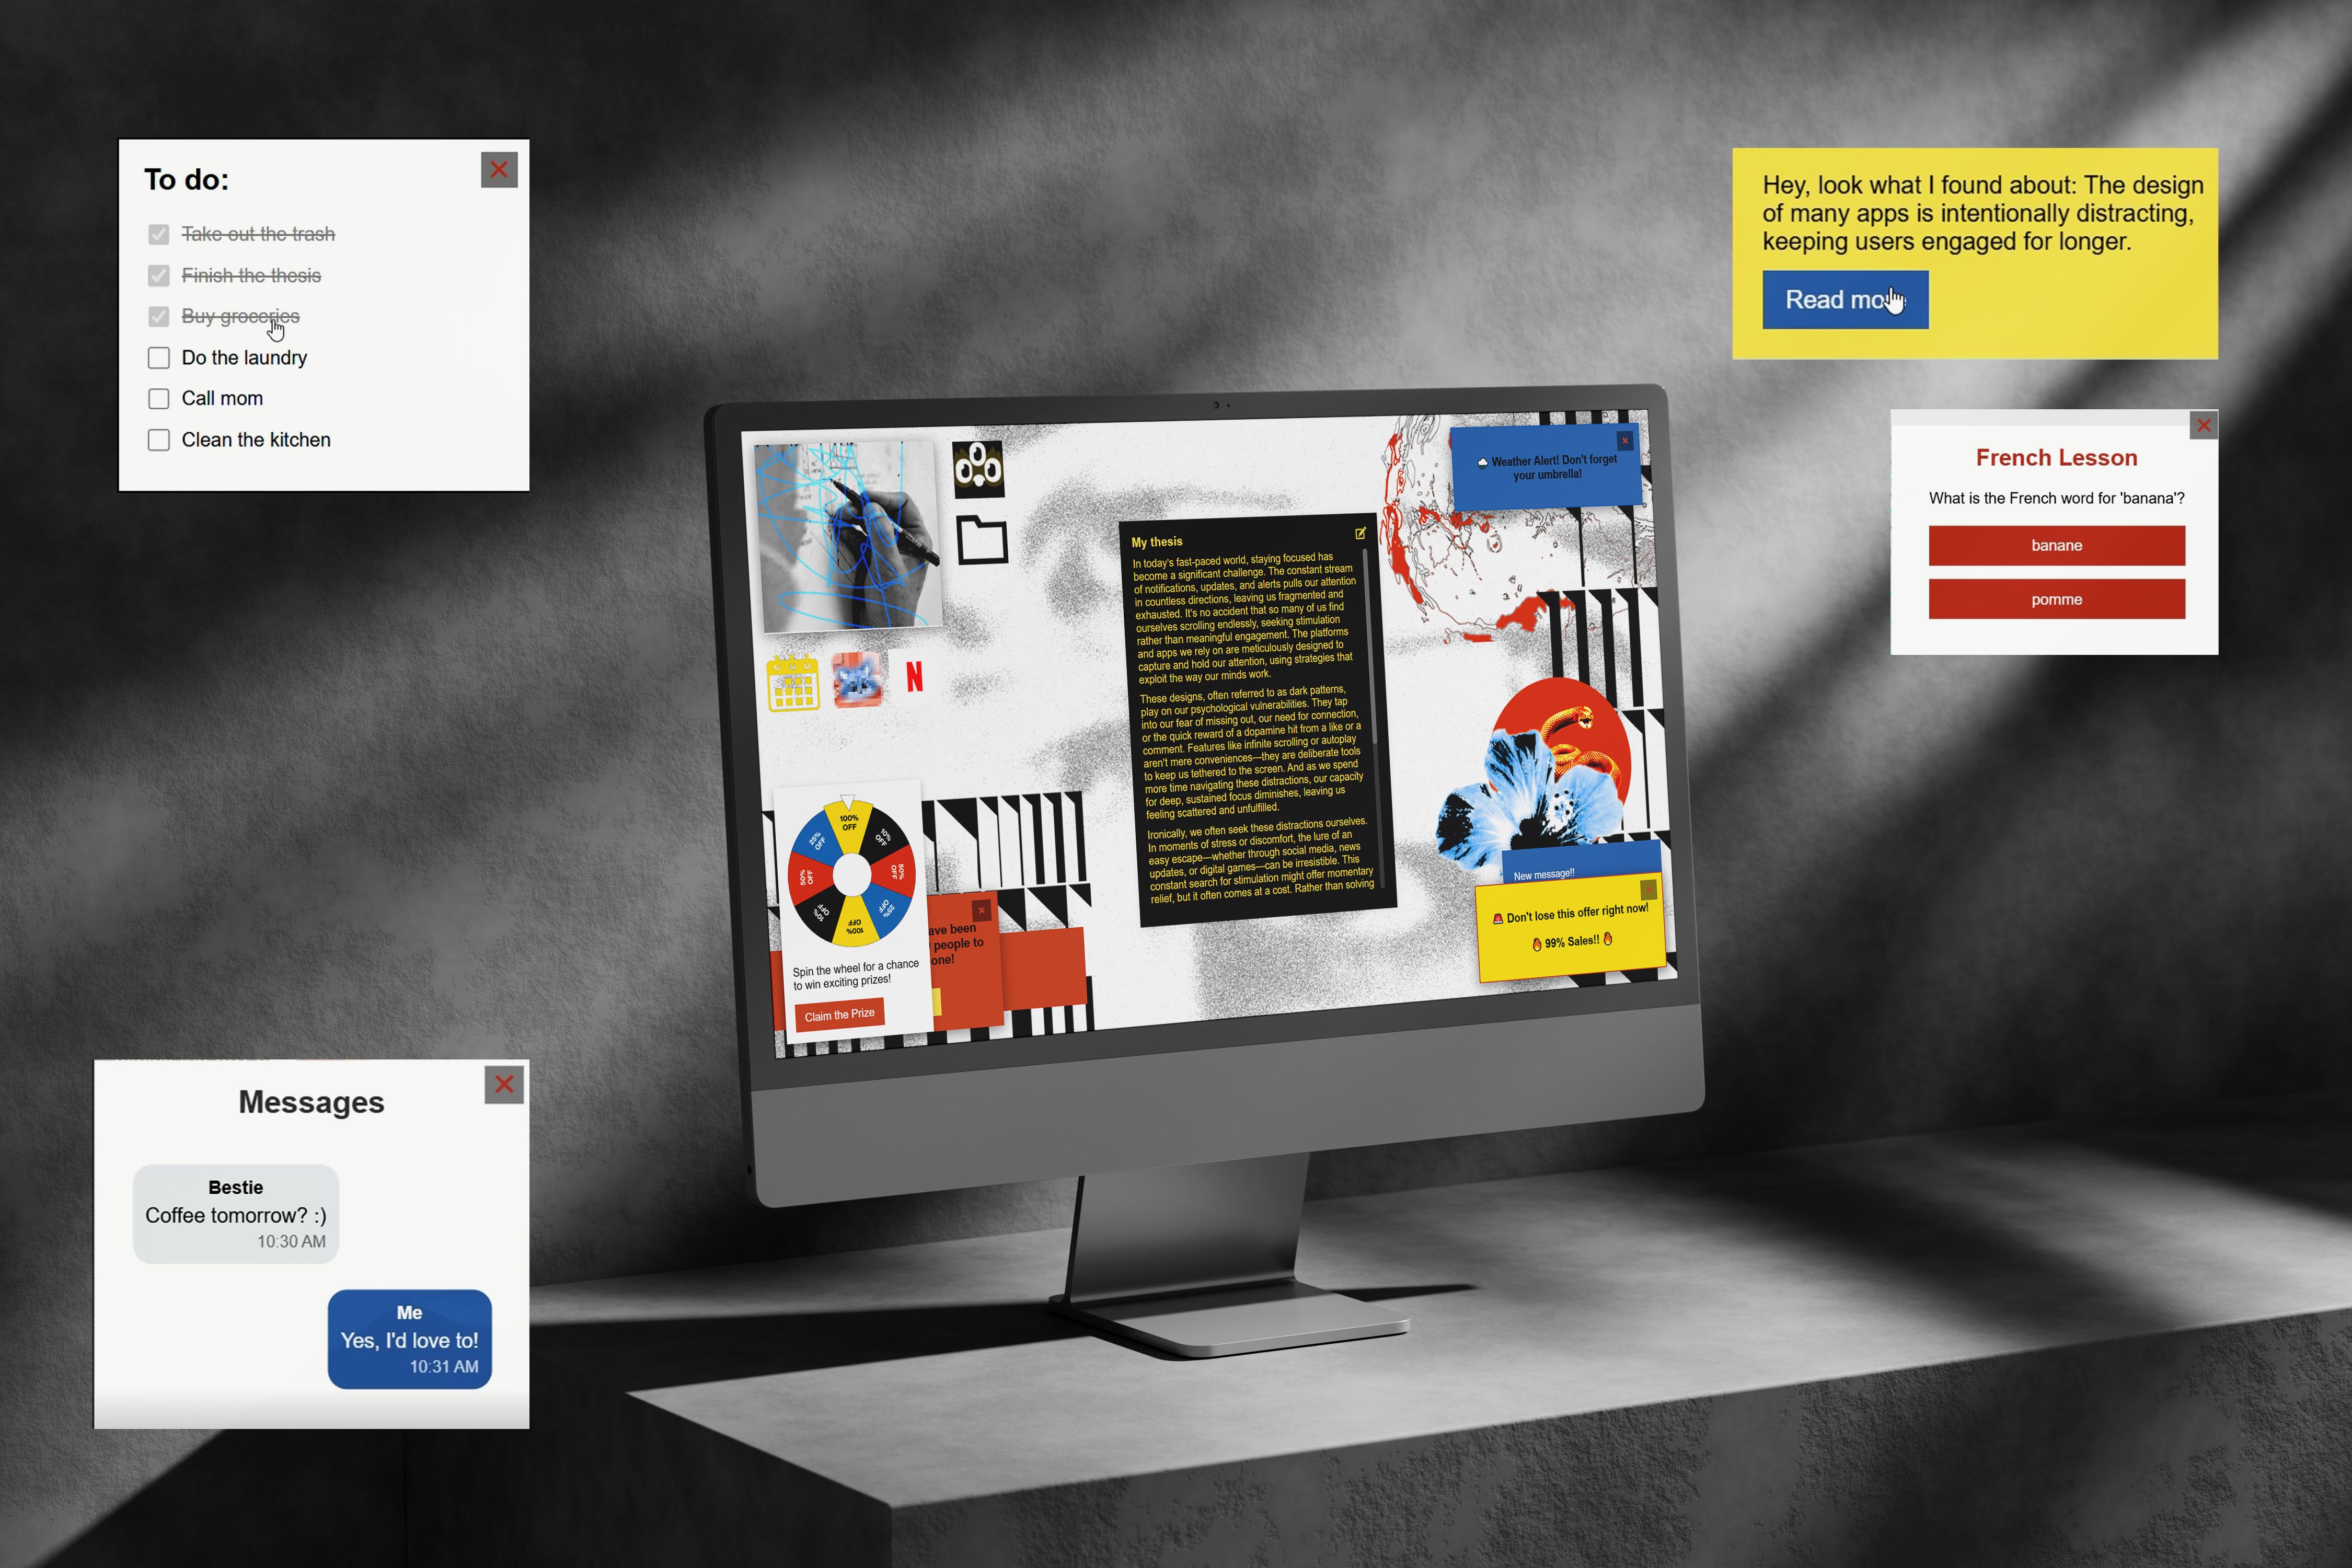 To do:
Take out the trash
Finish the thesis
Buy groceries
Do the laundry
Call mom
Clean the kitchen
Hey, look what I found about: The design
of many apps is intentionally distracting,
keeping users engaged for longer.
Read mo
French Lesson
What is the French word for 'banana'?
banane
pomme
Weather Alert! Don't forget
your umbrella!
My thesis
In today's fast-paced world, staying focused has
become a significant challenge. The constant stream
of notifications, updates, and alerts pulls our attention
in countless directions, leaving us fragmented and
exhausted. It's no accident that so many of us find
ourselves scrolling endlessly, seeking stimulation
rather than meaningful engagement. The platforms
and apps we rely on are meticulously designed to
capture and hold our attention, using strategies that
exploit the way our minds work.
These designs, often referred to as dark patterns,
play on our psychological vulnerabilities. They tap
into our fear of missing out, our need for connection,
or the quick reward of a dopamine hit from a like or a
comment. Features like infinite scrolling or autoplay
aren't mere conveniences—they are deliberate tools
to keep us tethered to the screen. And as we spend
more time navigating these distractions, our capacity
for deep, sustained focus diminishes, leaving us
feeling scattered and unfulfilled.
Ironically, we often seek these distractions ourselves.
In moments of stress or discomfort, the lure of an
easy escape—whether through social media, news
updates, or digital games—can be irresistible. This
constant search for stimulation might offer momentary
relief, but it often comes at a cost. Rather than solving
N
100%
OFF
10%
OFF
50%
OFF
25%
OFF
100%
OFF
10%
OFF
50%
OFF
25%
OFF
Spin the wheel for a chance
to win exciting prizes!
Claim the Prize
ave been
people to
one!
New message!!
Don't lose this offer right now!
99% Sales!!
Messages
Bestie
Coffee tomorrow? :)
10:30 AM
Me
Yes, I'd love to!
10:31 AM